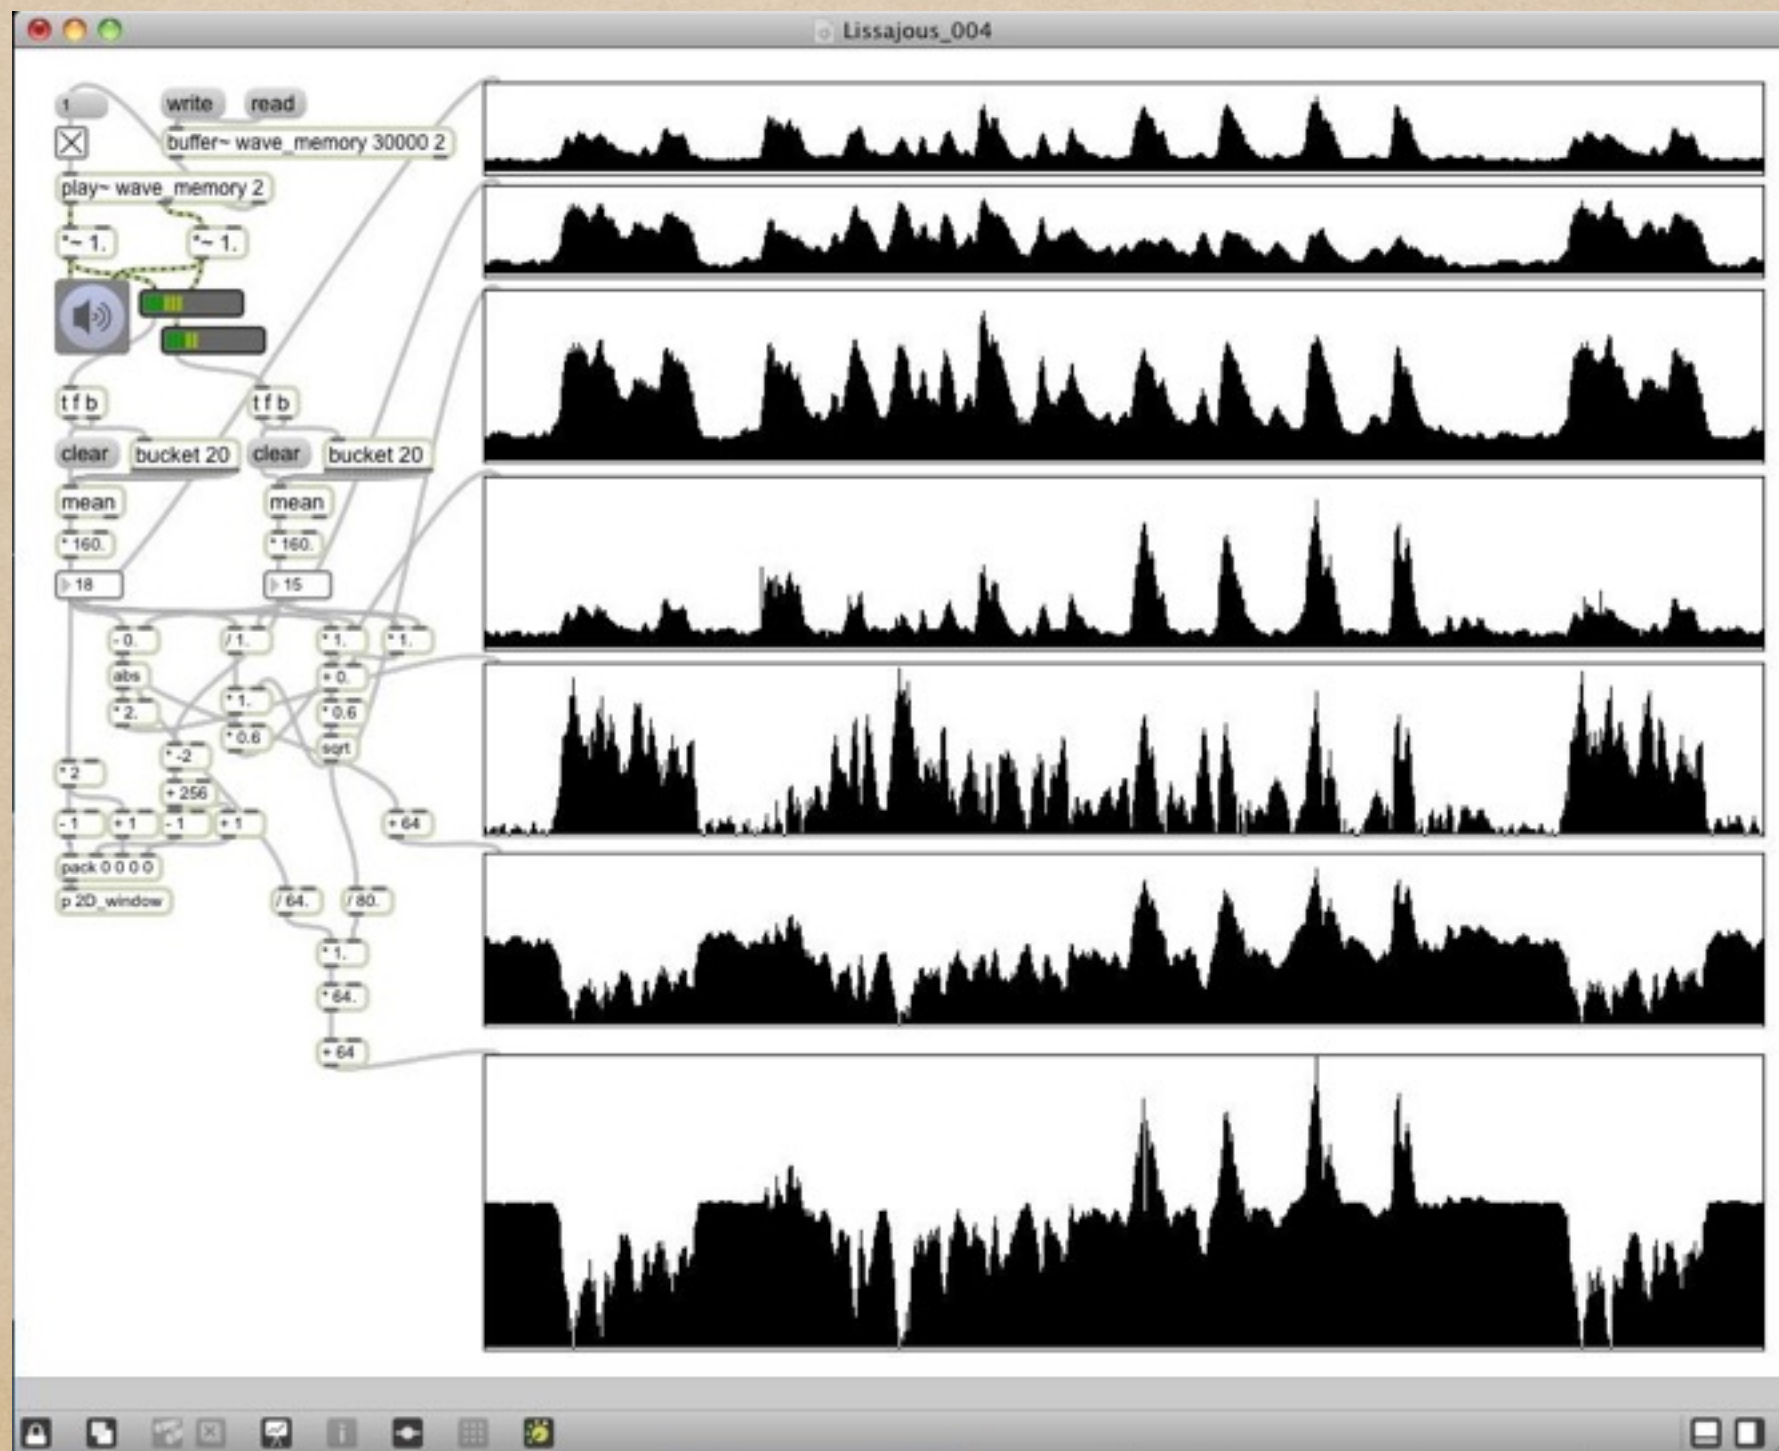 Lissajous_004
1
write read
buffer~ wave_memory 30000 2
play~ wave_memory 2
*~ 1. *~ 1.
t f b t f b
clear bucket 20 clear bucket 20
mean mean
* 160. * 160.
18 15
- 0. / 1. * 1. * 1.
abs + 0.
* 1.
* 2. * 0.6
* 0.6
sqrt
* -2
* 2
+ 256
- 1 + 1 - 1 + 1 + 64
pack 0 0 0 0
p 2D_window / 64. / 80.
* 1.
* 64.
+ 64